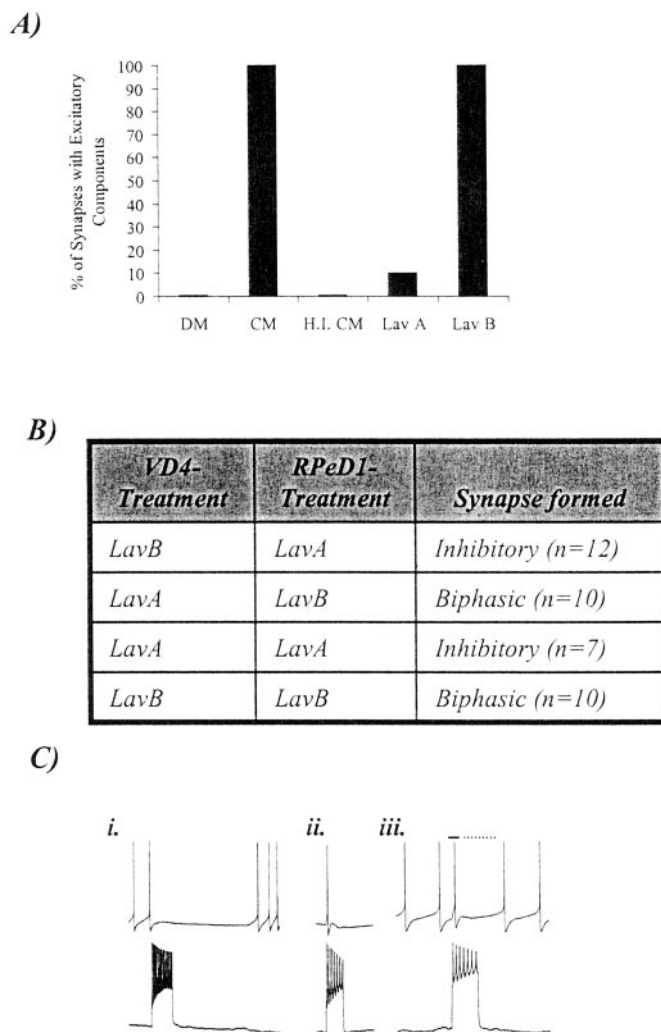 A)
% of Synapses with Excitatory
Components
100
90
80
70
60
50
40
30
20
10
0
DM CM H.I. CM Lav A Lav B
B)
VD4-
Treatment
RPeD1-
Treatment
Synapse formed
LavB LavA Inhibitory (n=12)
LavA LavB Biphasic (n=10)
LavA LavA Inhibitory (n=7)
LavB LavB Biphasic (n=10)
C)
i. ii. iii.